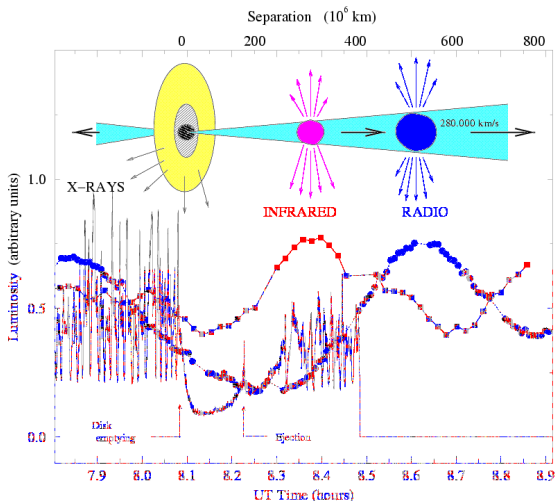 Separation (10⁶ km)
0 200 400 600 800
280.000 km/s
X-RAYS
INFRARED RADIO
1.0
0.5
0.0
Luminosity (arbitrary units)
Disk
emptying
Ejection
7.9 8.0 8.1 8.2 8.3 8.4 8.5 8.6 8.7 8.8 8.9
UT Time (hours)